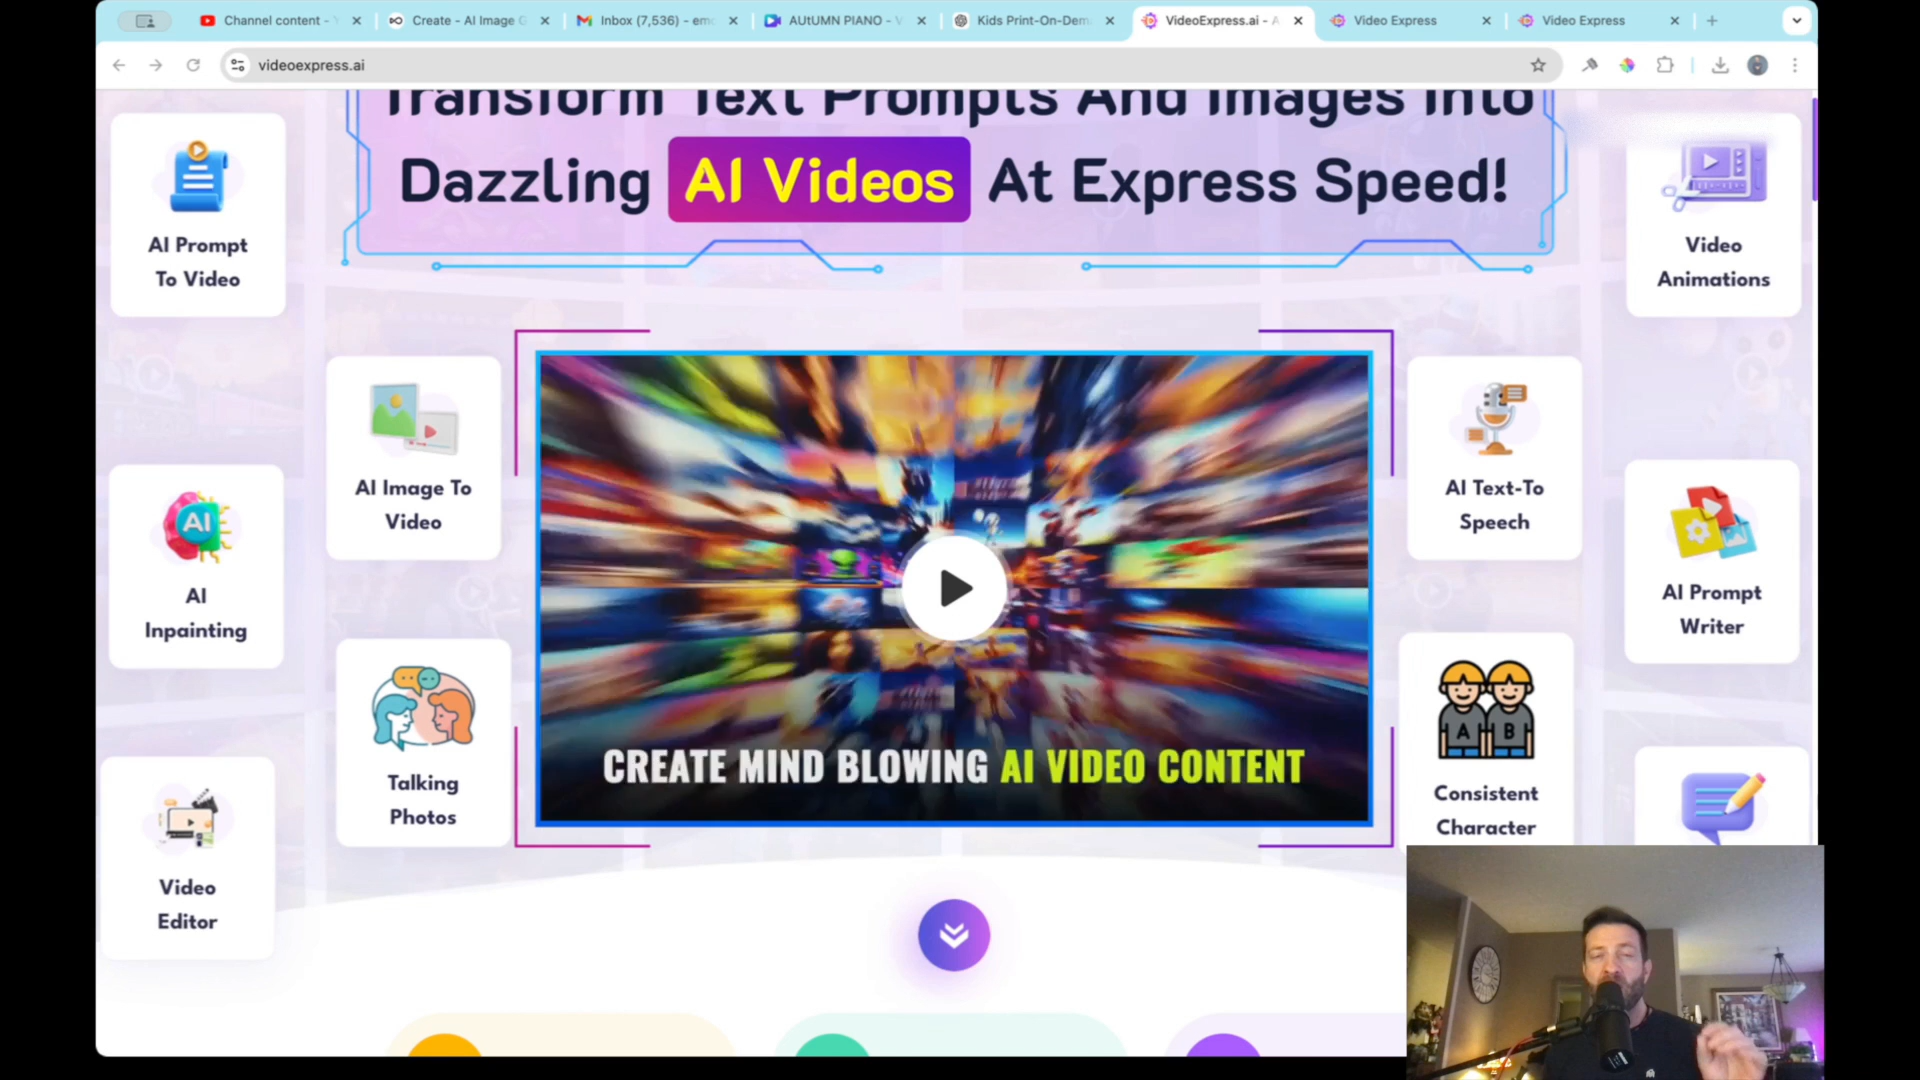 Channel content -
Create - AI Image G
Inbox (7,536) - em
AUtUMN PIANO - V
Kids Print-On-Dem
VideoExpress.ai - A
Video Express
Video Express
videoexpress.ai
Transform Text Prompts And Images Into
Dazzling AI Videos At Express Speed!
AI Prompt
To Video
Video
Animations
AI Image To
Video
AI Text-To
Speech
AI
AI
Inpainting
AI Prompt
Writer
Talking
Photos
A B
Consistent
Character
CREATE MIND BLOWING AI VIDEO CONTENT
Video
Editor